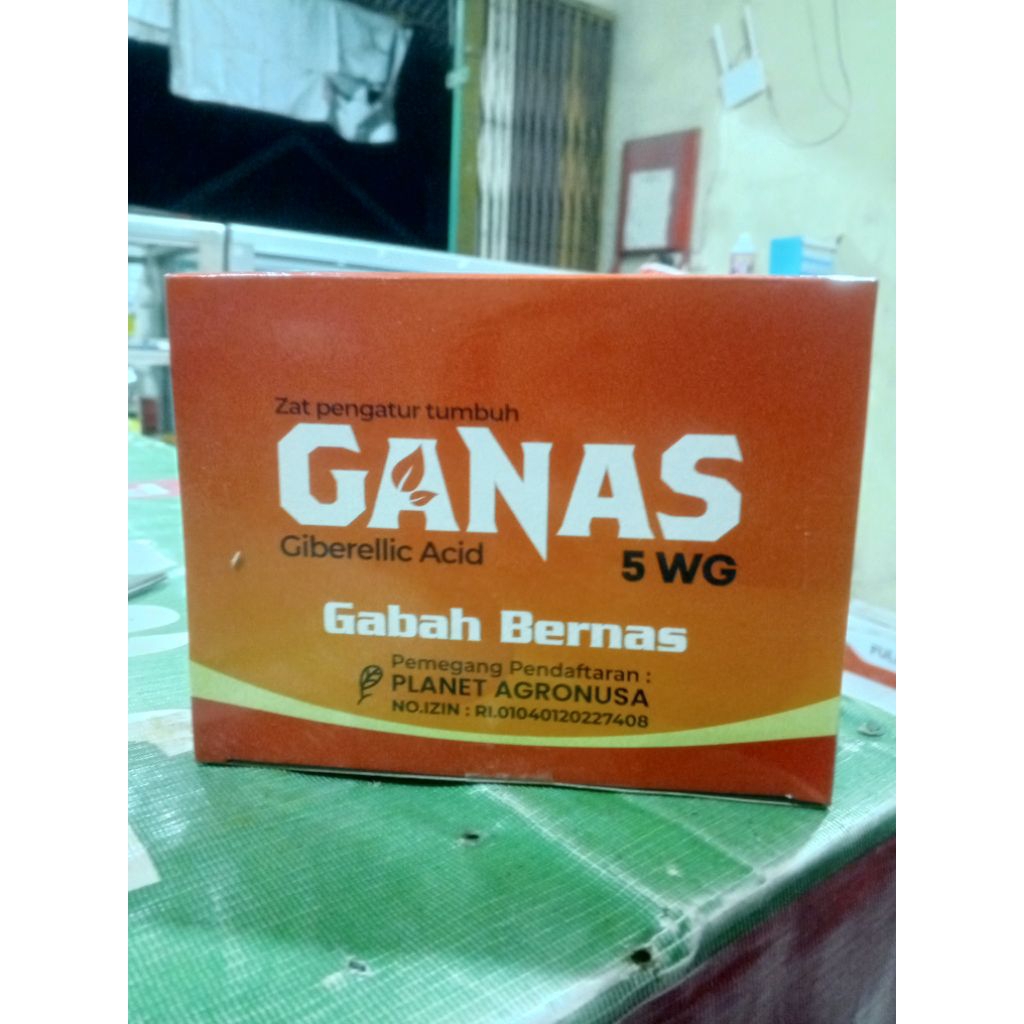 Zat pengatur tumbuh
GANAS
Giberellic Acid
5 WG
Gabah Bernas
Pemegang Pendaftaran :
PLANET AGRONUSA
NO.IZIN : RI.01040120227408